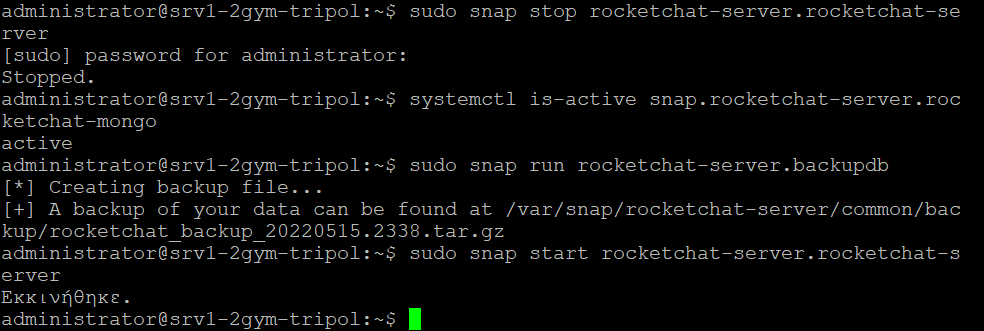 administrator@srv1-2gym-tripol:~$ sudo snap stop rocketchat-server.rocketchat-se
rver
[sudo] password for administrator:
Stopped.
administrator@srv1-2gym-tripol:~$ systemctl is-active snap.rocketchat-server.roc
ketchat-mongo
active
administrator@srv1-2gym-tripol:~$ sudo snap run rocketchat-server.backupdb
[*] Creating backup file...
[+] A backup of your data can be found at /var/snap/rocketchat-server/common/bac
kup/rocketchat_backup_20220515.2338.tar.gz
administrator@srv1-2gym-tripol:~$ sudo snap start rocketchat-server.rocketchat-s
erver
Εκκινήθηκε.
administrator@srv1-2gym-tripol:~$